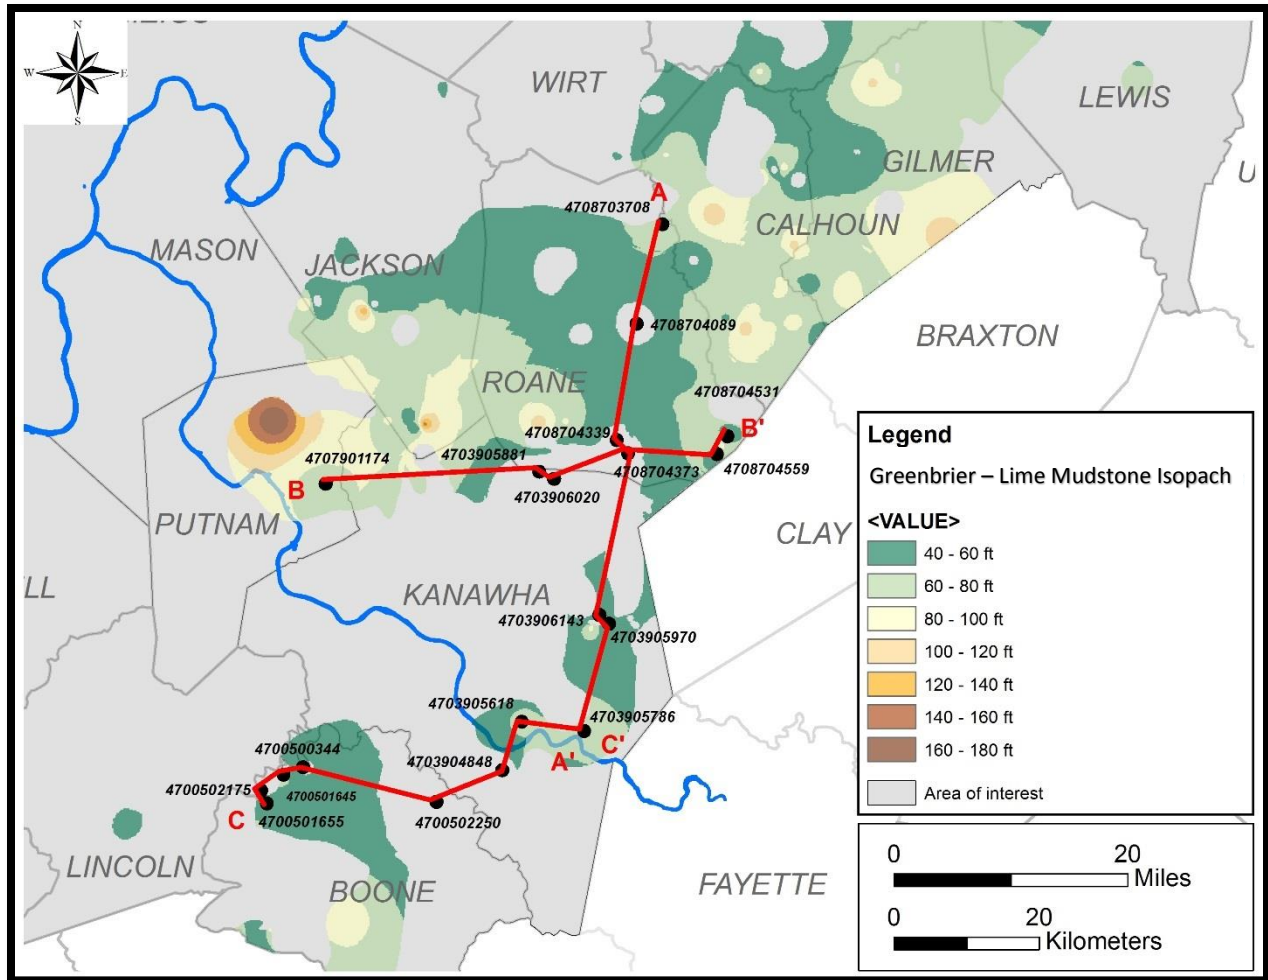 N
W E
S
WIRT
LEWIS
GILMER
A
4708703708
CALHOUN
MASON
JACKSON
4708704089
BRAXTON
ROANE
4708704531
4708704339
B'
4707901174
4703905881
4708704373
4708704559
B
4703906020
PUTNAM
CLAY
KANAWHA
4703906143
4703905970
4703905618
4703905786
C'
A'
4700500344
4703904848
4700502175
4700501645
C
4700501655
4700502250
LINCOLN
BOONE
FAYETTE
Legend
Greenbrier – Lime Mudstone Isopach
<VALUE>
40 - 60 ft
60 - 80 ft
80 - 100 ft
100 - 120 ft
120 - 140 ft
140 - 160 ft
160 - 180 ft
Area of interest
0 20
Miles
0 20
Kilometers